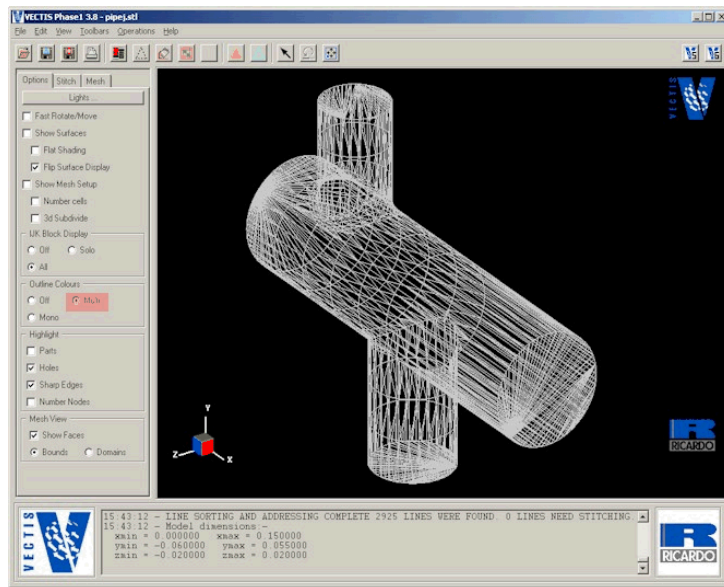 VECTIS Phase1 3.8 - pipej.stl
File Edit View Toolbars Operations Help
V5 V6
Options Stitch Mesh
Lights ...
Fast Rotate/Move
Show Surfaces
Flat Shading
Flip Surface Display
Show Mesh Setup
Number cells
3d Subdivide
IJK Block Display
Off Solo
All
Outline Colours
Off Multi
Mono
Highlight
Parts
Holes
Sharp Edges
Number Nodes
Mesh View
Show Faces
Bounds Domains
VECTIS
Y
Z
X
R
RICARDO
VECTIS
15:43:12 - LINE SORTING AND ADDRESSING COMPLETE 2925 LINES WERE FOUND. 0 LINES NEED STITCHING.
15:43:12 - Model dimensions:-
xmin = 0.000000 xmax = 0.150000
ymin = -0.060000 ymax = 0.055000
zmin = -0.020000 zmax = 0.020000
R
RICARDO